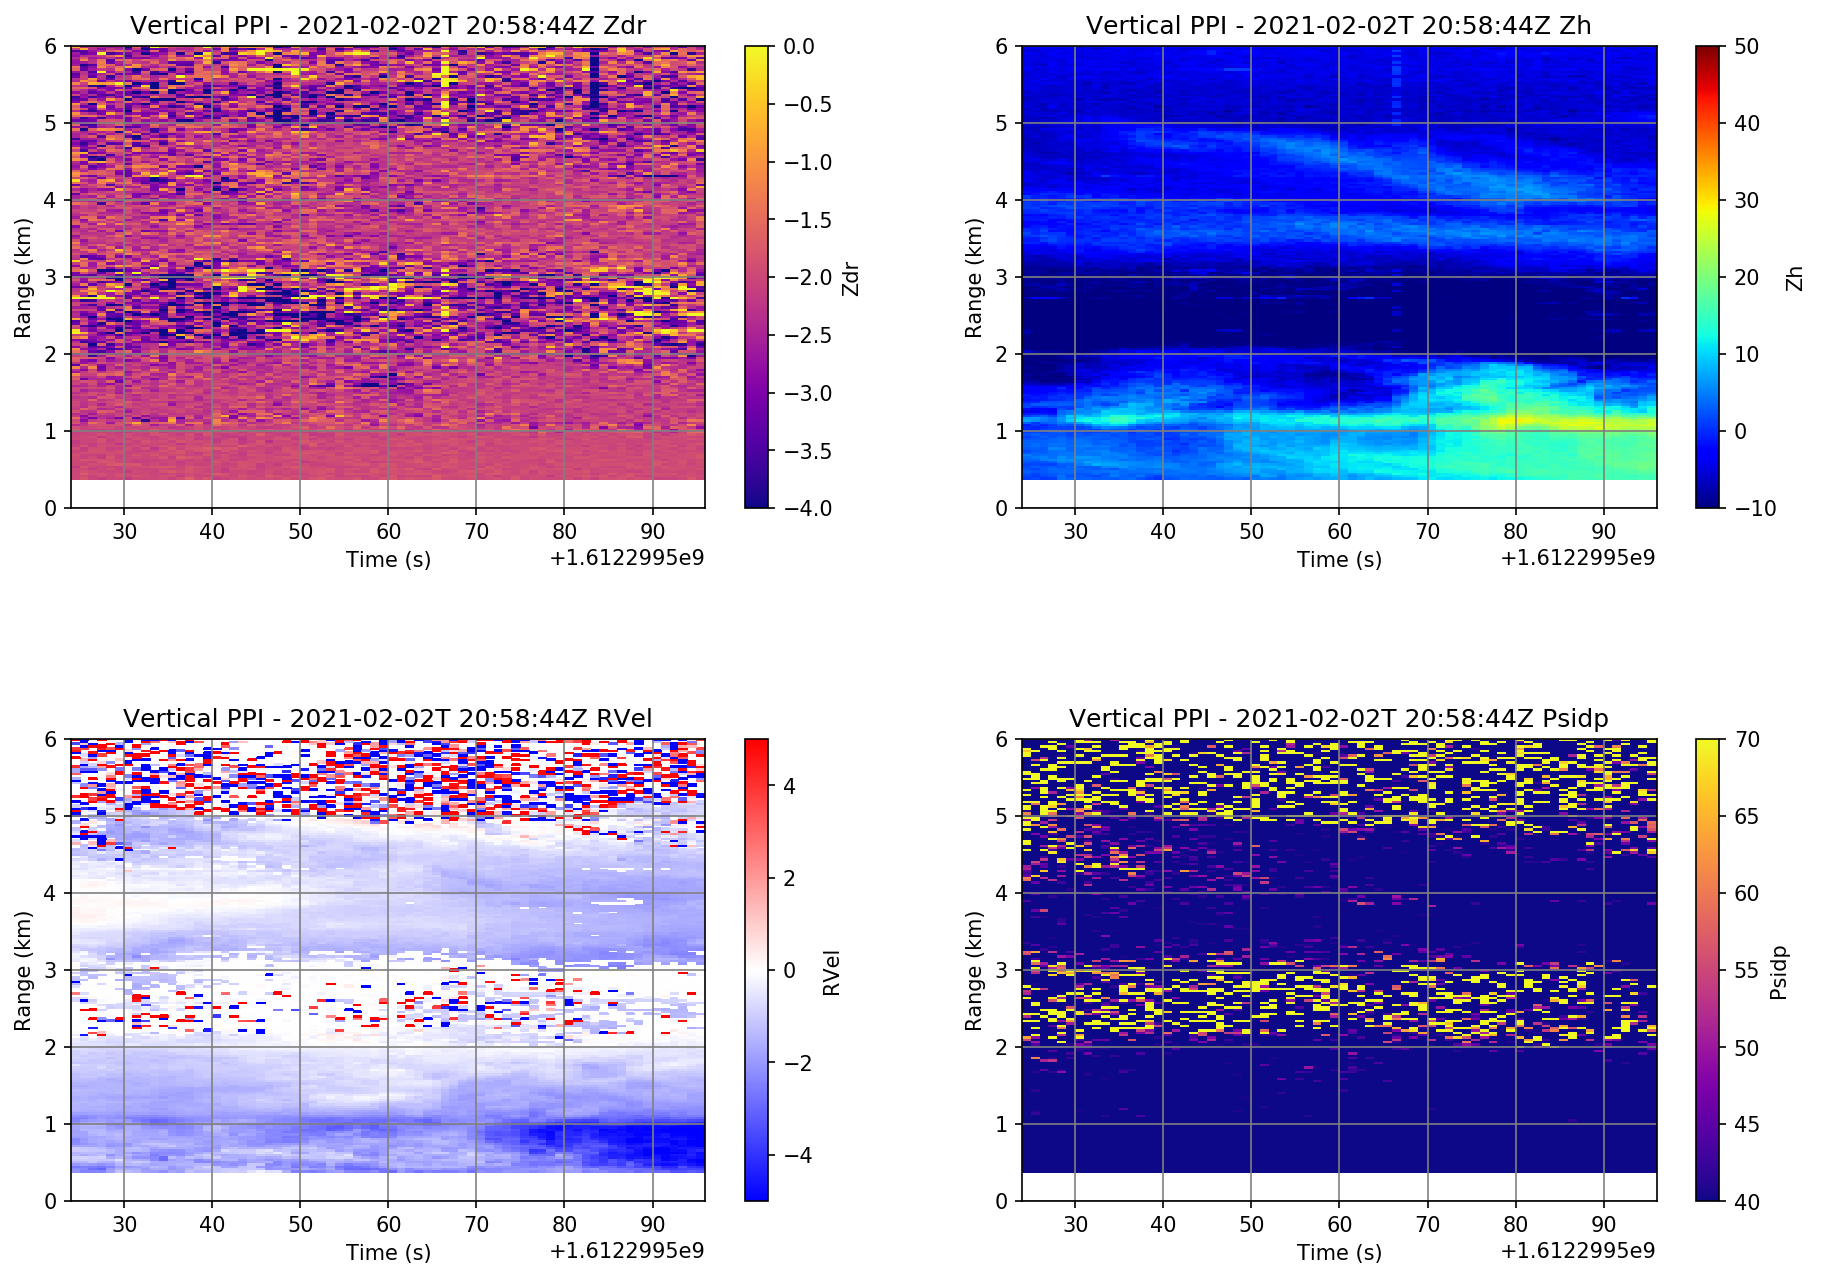 Vertical PPI - 2021-02-02T 20:58:44Z Zdr
6
5
4
3
2
1
0
Range (km)
30 40 50 60 70 80 90
Time (s)
+1.6122995e9
0.0
−0.5
−1.0
−1.5
−2.0
−2.5
−3.0
−3.5
−4.0
Zdr
Vertical PPI - 2021-02-02T 20:58:44Z Zh
6
5
4
3
2
1
0
Range (km)
30 40 50 60 70 80 90
Time (s)
+1.6122995e9
50
40
30
20
10
0
−10
Zh
Vertical PPI - 2021-02-02T 20:58:44Z RVel
6
5
4
3
2
1
0
Range (km)
30 40 50 60 70 80 90
Time (s)
+1.6122995e9
4
2
0
−2
−4
RVel
Vertical PPI - 2021-02-02T 20:58:44Z Psidp
6
5
4
3
2
1
0
Range (km)
30 40 50 60 70 80 90
Time (s)
+1.6122995e9
70
65
60
55
50
45
40
Psidp